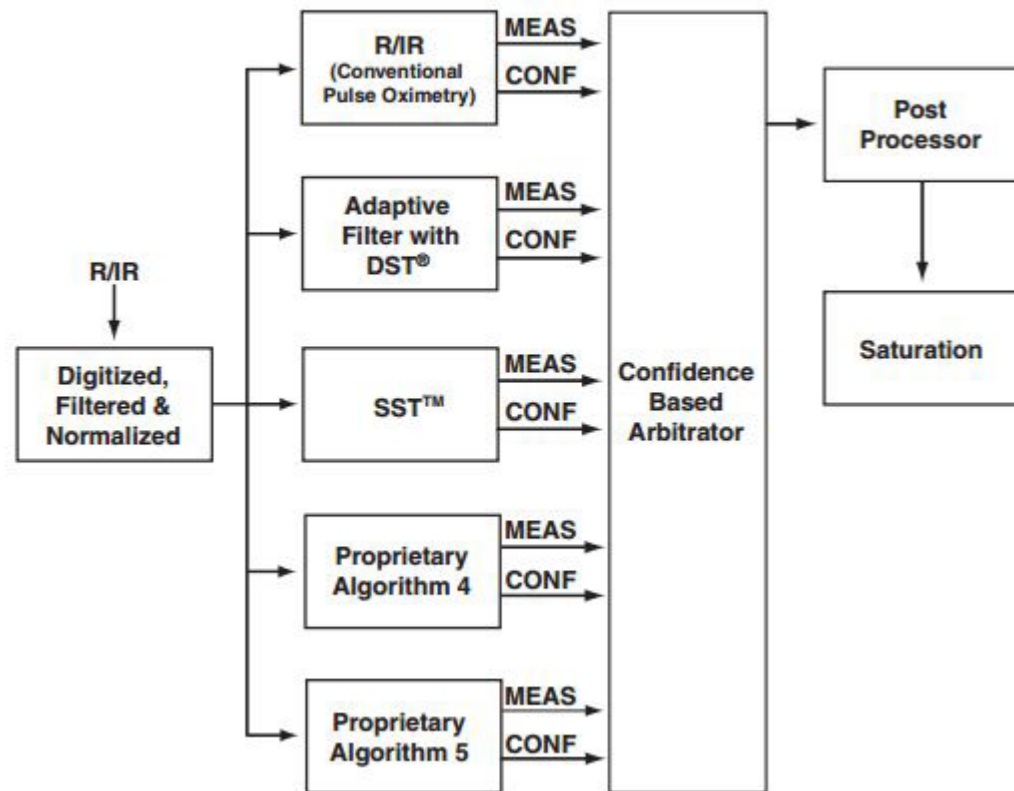 R/IR
Digitized,
Filtered &
Normalized
R/IR
(Conventional
Pulse Oximetry)
MEAS
CONF
Adaptive
Filter with
DST®
MEAS
CONF
SST™
MEAS
CONF
Proprietary
Algorithm 4
MEAS
CONF
Proprietary
Algorithm 5
MEAS
CONF
Confidence
Based
Arbitrator
Post
Processor
Saturation